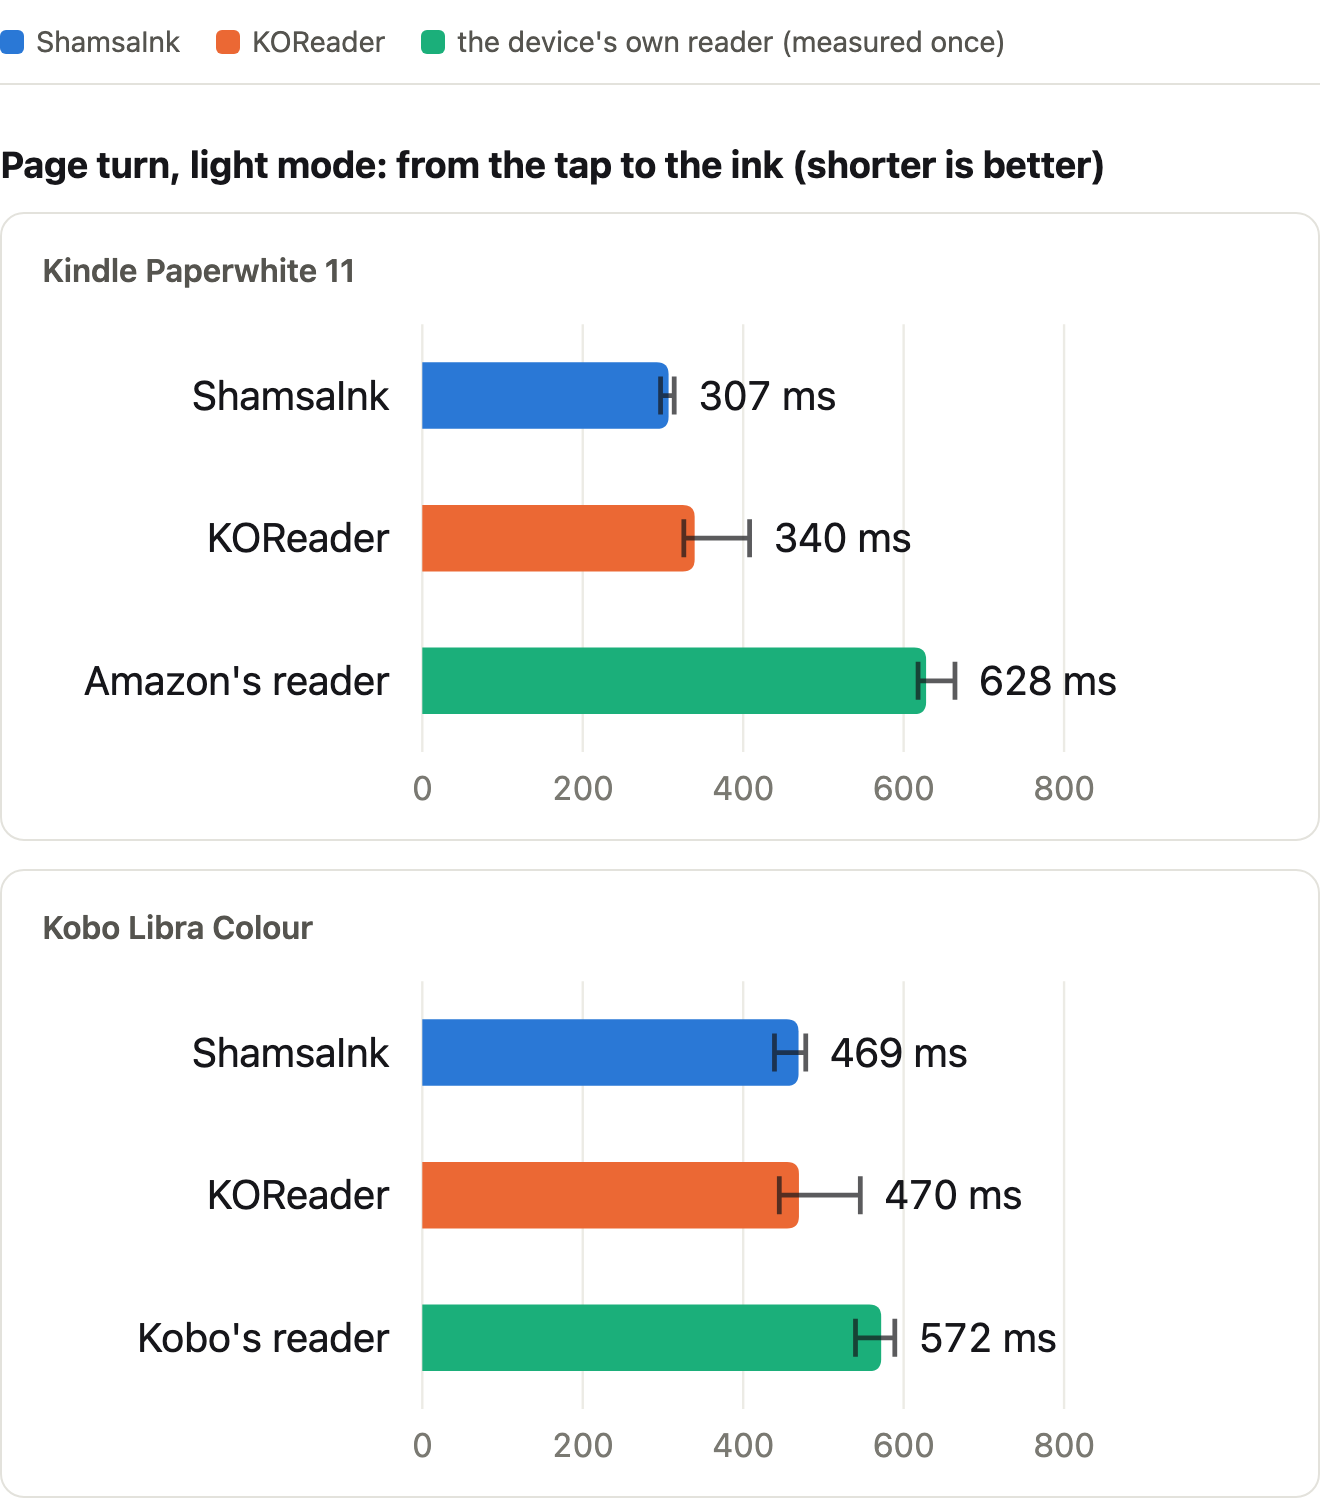 ShamsaInk KOReader the device's own reader (measured once)
Page turn, light mode: from the tap to the ink (shorter is better)
Kindle Paperwhite 11
ShamsaInk 307 ms
KOReader 340 ms
Amazon's reader 628 ms
0 200 400 600 800
Kobo Libra Colour
ShamsaInk 469 ms
KOReader 470 ms
Kobo's reader 572 ms
0 200 400 600 800